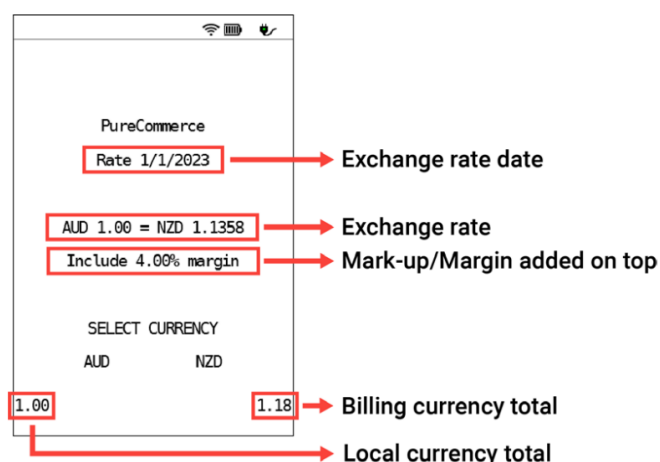 PureCommerce
Rate 1/1/2023
Exchange rate date
AUD 1.00 = NZD 1.1358
Exchange rate
Include 4.00% margin
Mark-up/Margin added on top
SELECT CURRENCY
AUD NZD
1.00 1.18
Billing currency total
Local currency total